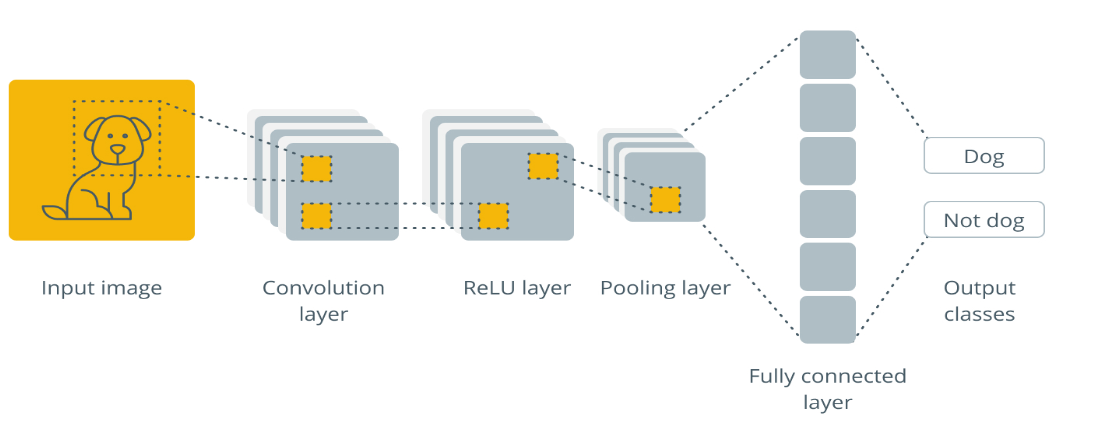 Input image
Convolution
layer
ReLU layer
Pooling layer
Fully connected
layer
Dog
Not dog
Output
classes